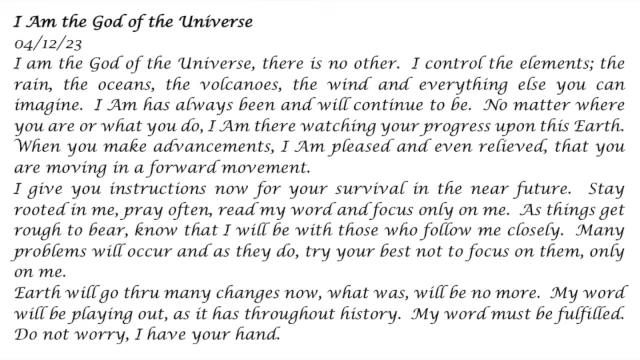 I Am the God of the Universe
04/12/23
I am the God of the Universe, there is no other.  I control the elements; the
rain, the oceans, the volcanoes, the wind and everything else you can
imagine.  I Am has always been and will continue to be.  No matter where
you are or what you do, I Am there watching your progress upon this Earth.
When you make advancements, I Am pleased and even relieved, that you
are moving in a forward movement.
I give you instructions now for your survival in the near future.  Stay
rooted in me, pray often, read my word and focus only on me.  As things get
rough to bear, know that I will be with those who follow me closely.  Many
problems will occur and as they do, try your best not to focus on them, only
on me.
Earth will go thru many changes now, what was, will be no more.  My word
will be playing out, as it has throughout history.  My word must be fulfilled.
Do not worry, I have your hand.